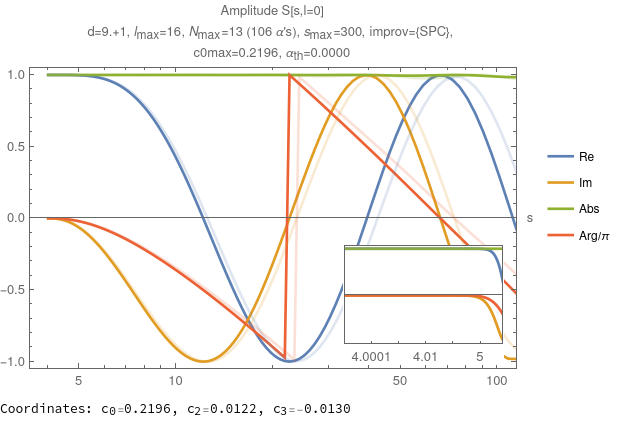 Amplitude S[s,l=0]
d=9.+1, lmax=16, Nmax=13 (106 α's), smax=300, improv={SPC},
c0max=0.2196, αth=0.0000
1.0
0.5
0.0
−0.5
−1.0
5 10 50 100
s
4.0001 4.01 5
Re
Im
Abs
Arg/π
Coordinates: c0=0.2196, c2=0.0122, c3=−0.0130